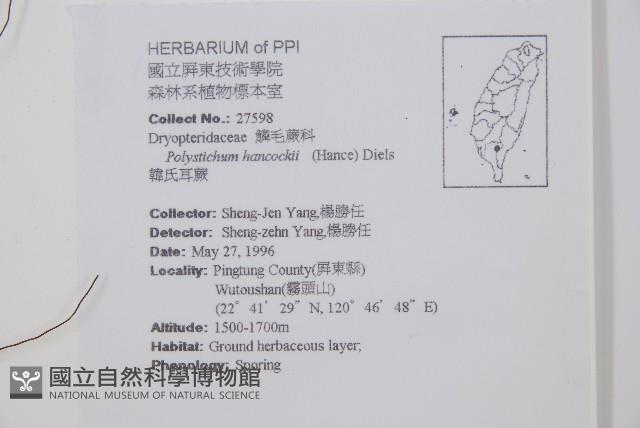 HERBARIUM of PPI
國立屏東技術學院
森林系植物標本室
Collect No.: 27598
Dryopteridaceae 鱗毛蕨科
Polystichum hancockii (Hance) Diels
韓氏耳蕨
Collector: Sheng-Jen Yang,楊勝任
Detector: Sheng-zehn Yang,楊勝任
Date: May 27, 1996
Locality: Pingtung County(屏東縣)
Wutoushan(霧頭山)
(22° 41' 29" N, 120° 46' 48" E)
Altitude: 1500-1700m
Habitat: Ground herbaceous layer;
Phenology: Sporing
國立自然科學博物館
NATIONAL MUSEUM OF NATURAL SCIENCE